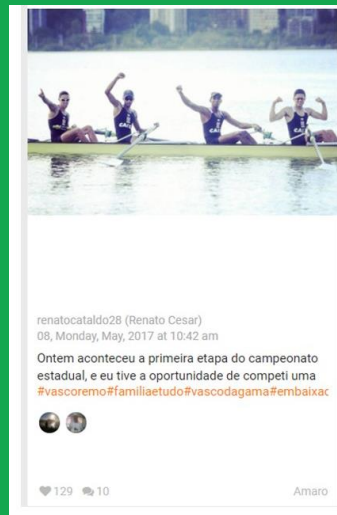 renatocataldo28 (Renato Cesar)
08, Monday, May, 2017 at 10:42 am
Ontem aconteceu a primeira etapa do campeonato
estadual, e eu tive a oportunidade de competi uma
#vascoremo#familiaetudo#vascodagama#embaixac
129 10 Amaro